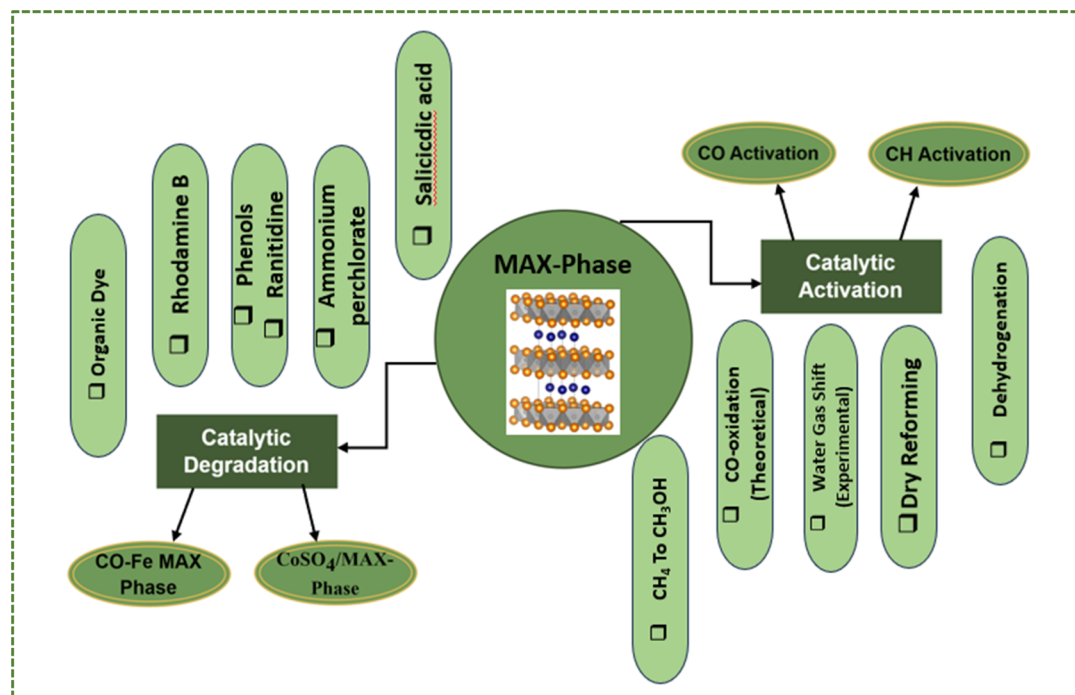 Salicicdic acid
Rhodamine B
Phenols
Ranitidine
Ammonium
perchlorate
Organic Dye
MAX-Phase
CO Activation
CH Activation
Catalytic
Activation
Dehydrogenation
CO-oxidation
(Theoretical)
Water Gas Shift
(Experimental)
Dry Reforming
CH₄ To CH₃OH
Catalytic
Degradation
CO-Fe MAX
Phase
CoSO₄/MAX-
Phase